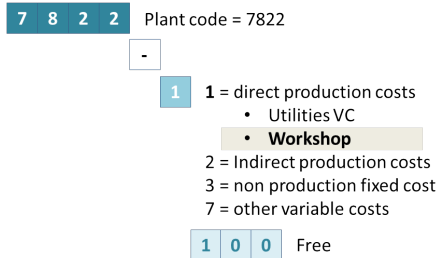 7 8 2 2 Plant code = 7822
-
1 1 = direct production costs
• Utilities VC
• Workshop
2 = Indirect production costs
3 = non production fixed cost
7 = other variable costs
1 0 0 Free